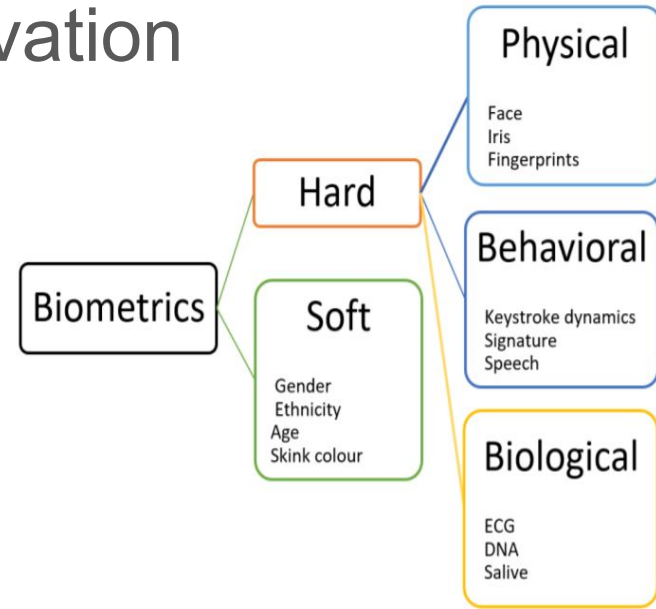 vation
Biometrics
Hard
Soft
Gender
Ethnicity
Age
Skink colour
Physical
Face
Iris
Fingerprints
Behavioral
Keystroke dynamics
Signature
Speech
Biological
ECG
DNA
Salive